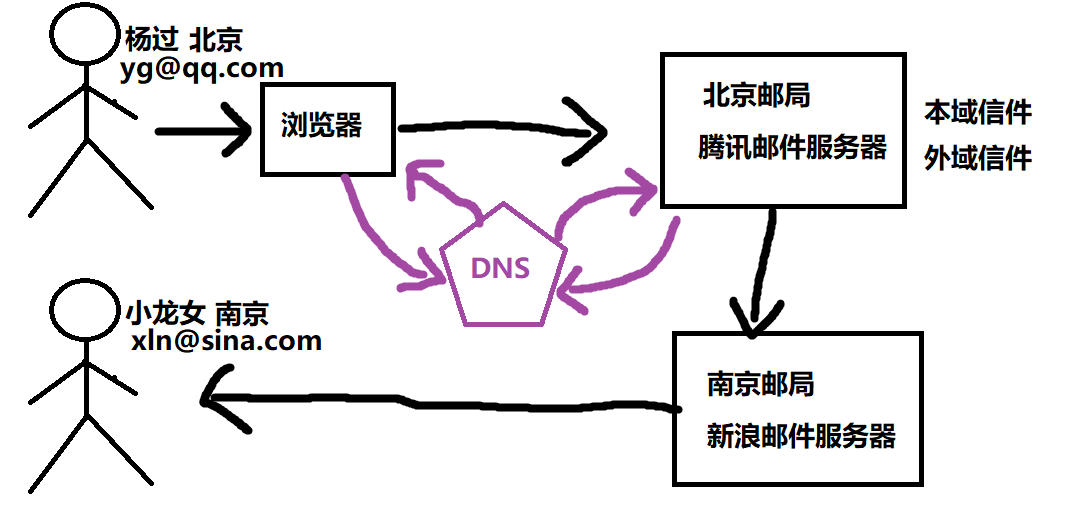 杨过 北京
yg@qq.com
浏览器
北京邮局
腾讯邮件服务器
本域信件
外域信件
DNS
小龙女 南京
xln@sina.com
南京邮局
新浪邮件服务器